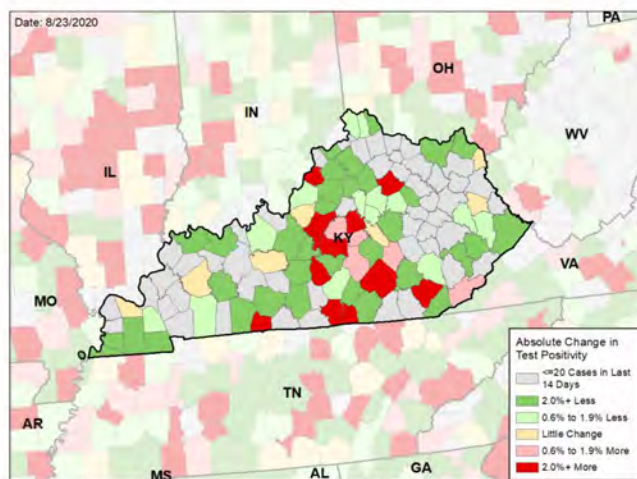 Date: 8/23/2020
PA
OH
IN
WV
IL
KY
VA
MO
TN
AR
MS
AL
GA
Absolute Change in
Test Positivity
<=20 Cases in Last
14 Days
2.0%+ Less
0.6% to 1.9% Less
Little Change
0.6% to 1.9% More
2.0%+ More